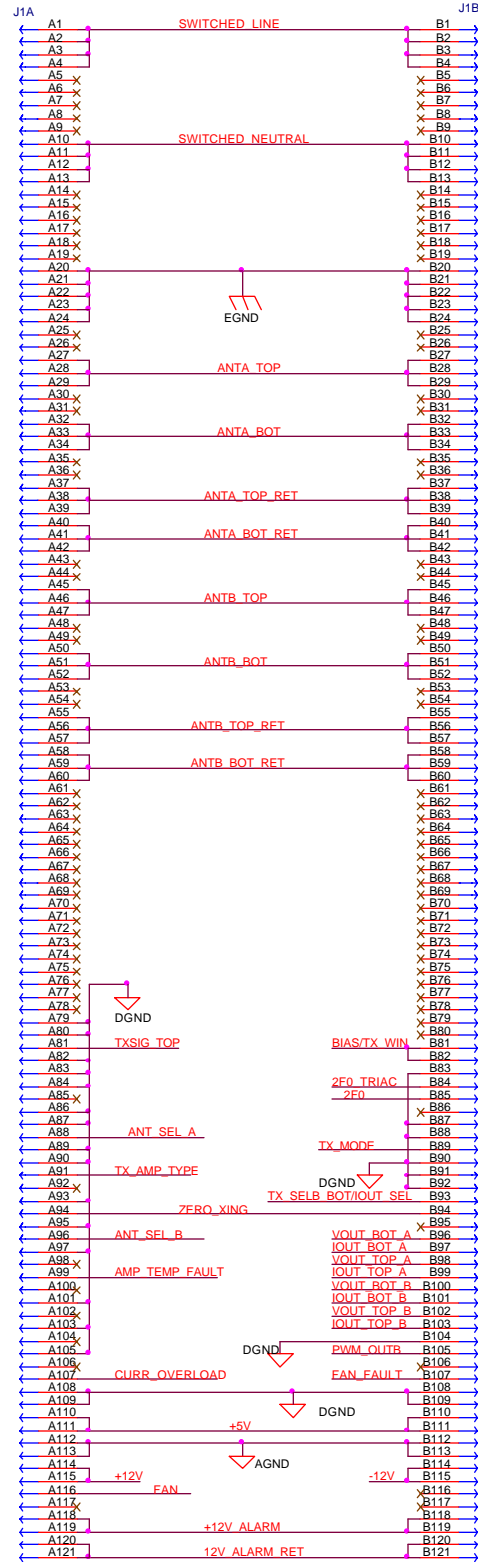 J1A J1B
A1 SWITCHED_LINE B1
A2 B2
A3 B3
A4 B4
A5 B5
A6 B6
A7 B7
A8 B8
A9 B9
A10 SWITCHED_NEUTRAL B10
A11 B11
A12 B12
A13 B13
A14 B14
A15 B15
A16 B16
A17 B17
A18 B18
A19 B19
A20 B20
A21 B21
A22 B22
A23 B23
A24 EGND B24
A25 B25
A26 B26
A27 B27
A28 ANTA_TOP B28
A29 B29
A30 B30
A31 B31
A32 B32
A33 ANTA_BOT B33
A34 B34
A35 B35
A36 B36
A37 B37
A38 ANTA_TOP_RET B38
A39 B39
A40 B40
A41 ANTA_BOT_RET B41
A42 B42
A43 B43
A44 B44
A45 B45
A46 ANTB_TOP B46
A47 B47
A48 B48
A49 B49
A50 B50
A51 ANTB_BOT B51
A52 B52
A53 B53
A54 B54
A55 B55
A56 ANTB_TOP_RET B56
A57 B57
A58 B58
A59 ANTB_BOT_RET B59
A60 B60
A61 B61
A62 B62
A63 B63
A64 B64
A65 B65
A66 B66
A67 B67
A68 B68
A69 B69
A70 B70
A71 B71
A72 B72
A73 B73
A74 B74
A75 B75
A76 B76
A77 B77
A78 B78
A79 DGND B79
A80 B80
A81 TXSIG_TOP BIAS/TX_WIN B81
A82 B82
A83 B83
A84 2F0_TRIAC B84
A85 2F0 B85
A86 B86
A87 B87
A88 ANT_SEL_A B88
A89 TX_MODE B89
A90 B90
A91 TX_AMP_TYPE B91
A92 DGND B92
A93 TX_SELB_BOT/IOUT_SEL B93
A94 ZERO_XING B94
A95 B95
A96 ANT_SEL_B VOUT_BOT_A B96
A97 IOUT_BOT_A B97
A98 VOUT_TOP_A B98
A99 AMP_TEMP_FAULT IOUT_TOP_A B99
A100 VOUT_BOT_B B100
A101 IOUT_BOT_B B101
A102 VOUT_TOP_B B102
A103 IOUT_TOP_B B103
A104 B104
A105 DGND PWM_OUTB B105
A106 B106
A107 CURR_OVERLOAD FAN_FAULT B107
A108 B108
A109 DGND B109
A110 B110
A111 +5V B111
A112 B112
A113 AGND B113
A114 B114
A115 +12V -12V B115
A116 FAN B116
A117 B117
A118 B118
A119 +12V_ALARM B119
A120 B120
A121 12V_ALARM_RET B121